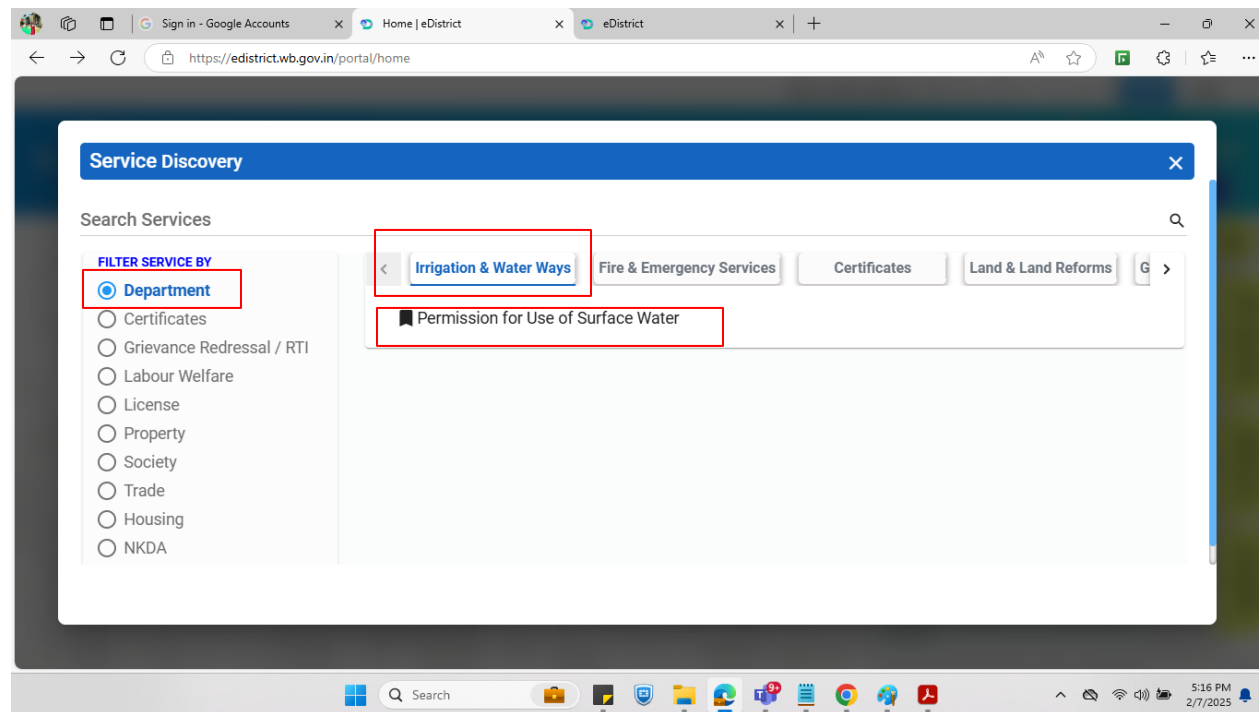 Sign in - Google Accounts
Home | eDistrict
eDistrict
https://edistrict.wb.gov.in/portal/home
Service Discovery
Search Services
FILTER SERVICE BY
Department
Certificates
Grievance Redressal / RTI
Labour Welfare
License
Property
Society
Trade
Housing
NKDA
Irrigation & Water Ways
Fire & Emergency Services
Certificates
Land & Land Reforms
G
Permission for Use of Surface Water
Search
9+
5:16 PM
2/7/2025